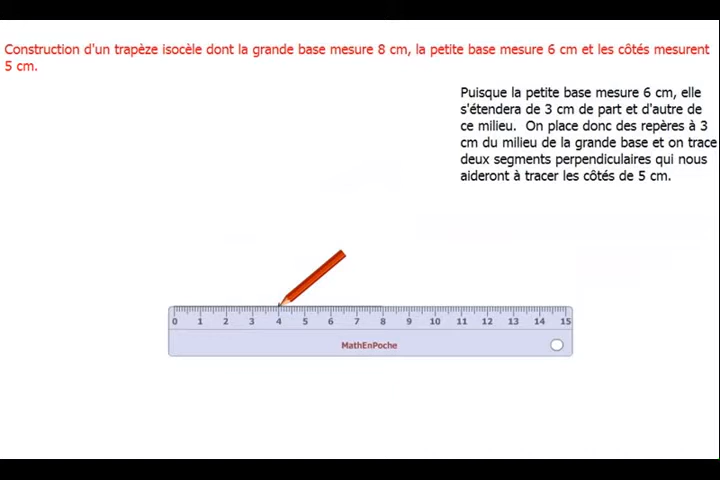 Construction d'un trapèze isocèle dont la grande base mesure 8 cm, la petite base mesure 6 cm et les côtés mesurent
5 cm.
Puisque la petite base mesure 6 cm, elle
s'étendera de 3 cm de part et d'autre de
ce milieu. On place donc des repères à 3
cm du milieu de la grande base et on trace
deux segments perpendiculaires qui nous
aideront à tracer les côtés de 5 cm.
0 1 2 3 4 5 6 7 8 9 10 11 12 13 14 15
MathEnPoche